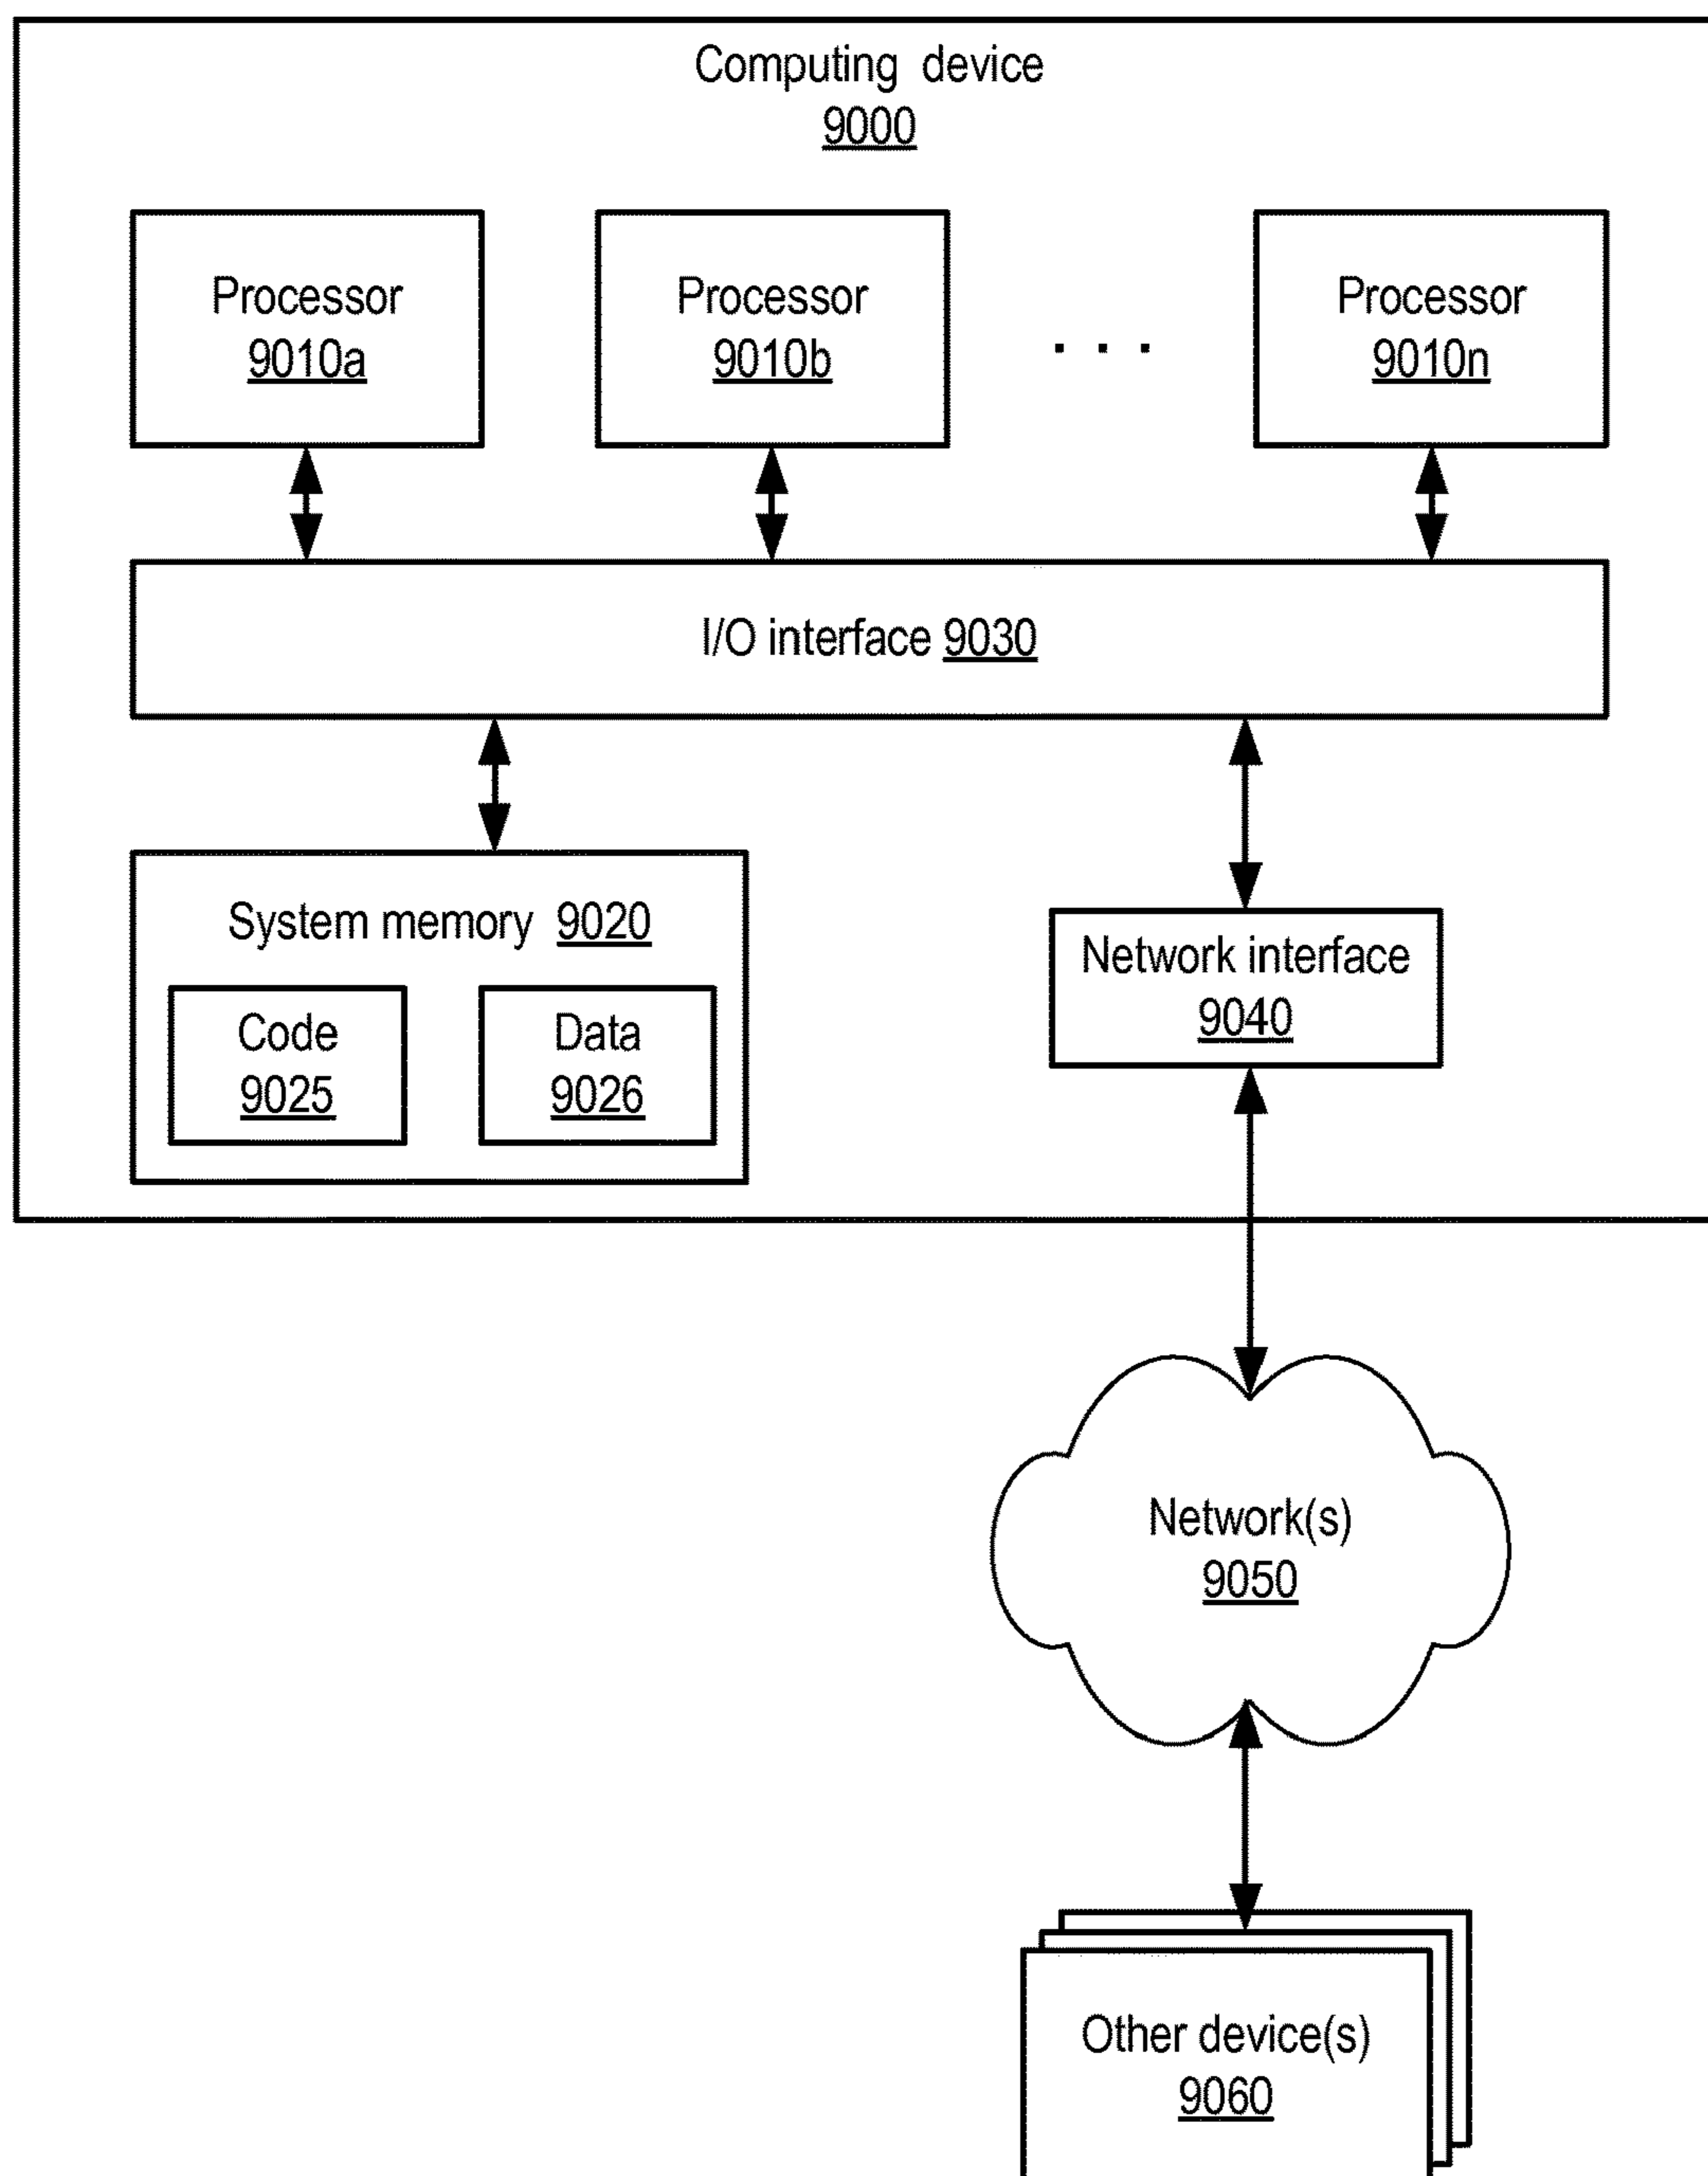 Computing device
9000
Processor
9010a
Processor
9010b
. . .
Processor
9010n
I/O interface 9030
System memory 9020
Code
9025
Data
9026
Network interface
9040
Network(s)
9050
Other device(s)
9060